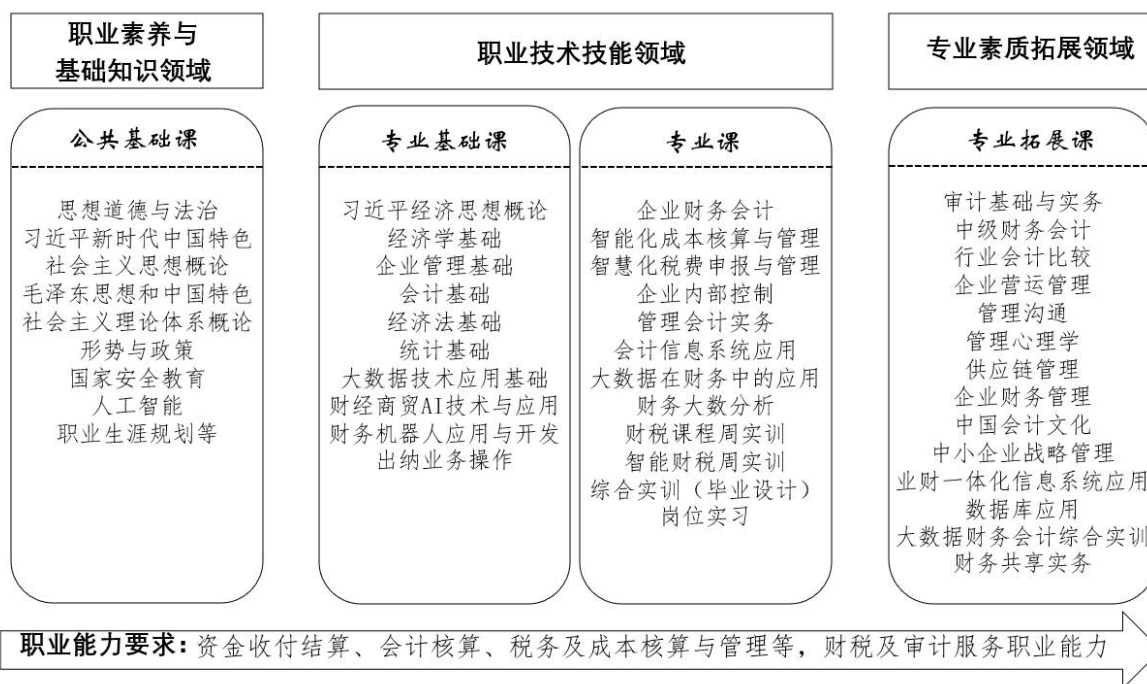 职业素养与
基础知识领域
公共基础课
思想道德与法治
习近平新时代中国特色
社会主义思想概论
毛泽东思想和中国特色
社会主义理论体系概论
形势与政策
国家安全教育
人工智能
职业生涯规划等
职业技术技能领域
专业基础课
习近平经济思想概论
经济学基础
企业管理基础
会计基础
经济法基础
统计基础
大数据技术应用基础
财经商贸AI技术与应用
财务机器人应用与开发
出纳业务操作
专业课
企业财务会计
智能化成本核算与管理
智慧化税费申报与管理
企业内部控制
管理会计实务
会计信息系统应用
大数据在财务中的应用
财务大数分析
财税课程周实训
智能财税周实训
综合实训（毕业设计）
岗位实习
专业素质拓展领域
专业拓展课
审计基础与实务
中级财务会计
行业会计比较
企业营运管理
管理沟通
管理心理学
供应链管理
企业财务管理
中国会计文化
中小企业战略管理
业财一体化信息系统应用
数据库应用
大数据财务会计综合实训
财务共享实务
职业能力要求：资金收付结算、会计核算、税务及成本核算与管理等，财税及审计服务职业能力